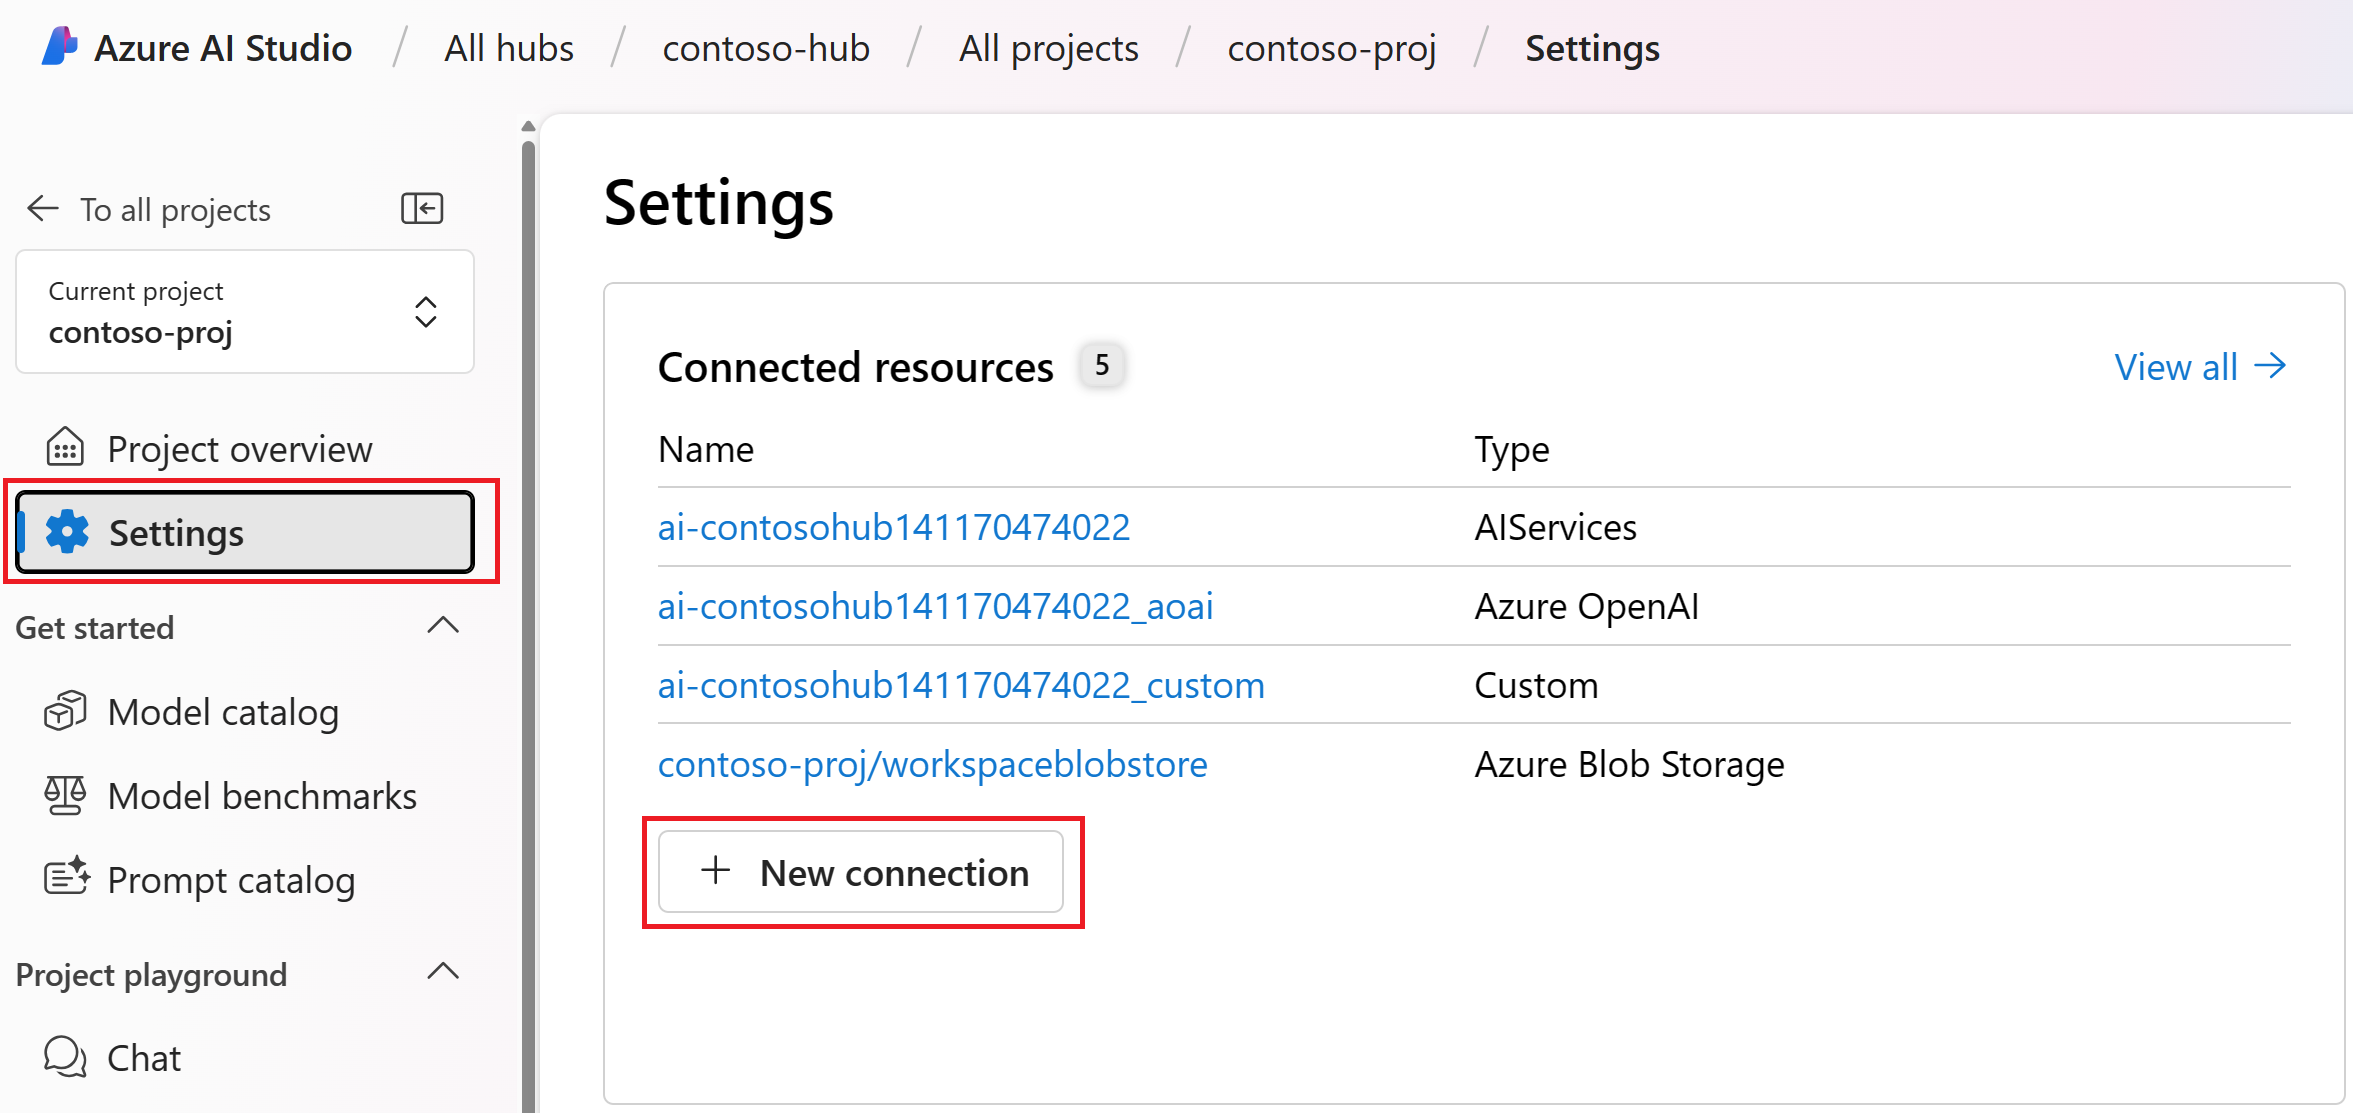 Azure AI Studio / All hubs / contoso-hub / All projects / contoso-proj / Settings
To all projects
Current project
contoso-proj
Project overview
Settings
Get started
Model catalog
Model benchmarks
Prompt catalog
Project playground
Chat
Settings
Connected resources 5 View all
Name Type
ai-contosohub141170474022 AIServices
ai-contosohub141170474022_aoai Azure OpenAI
ai-contosohub141170474022_custom Custom
contoso-proj/workspaceblobstore Azure Blob Storage
New connection